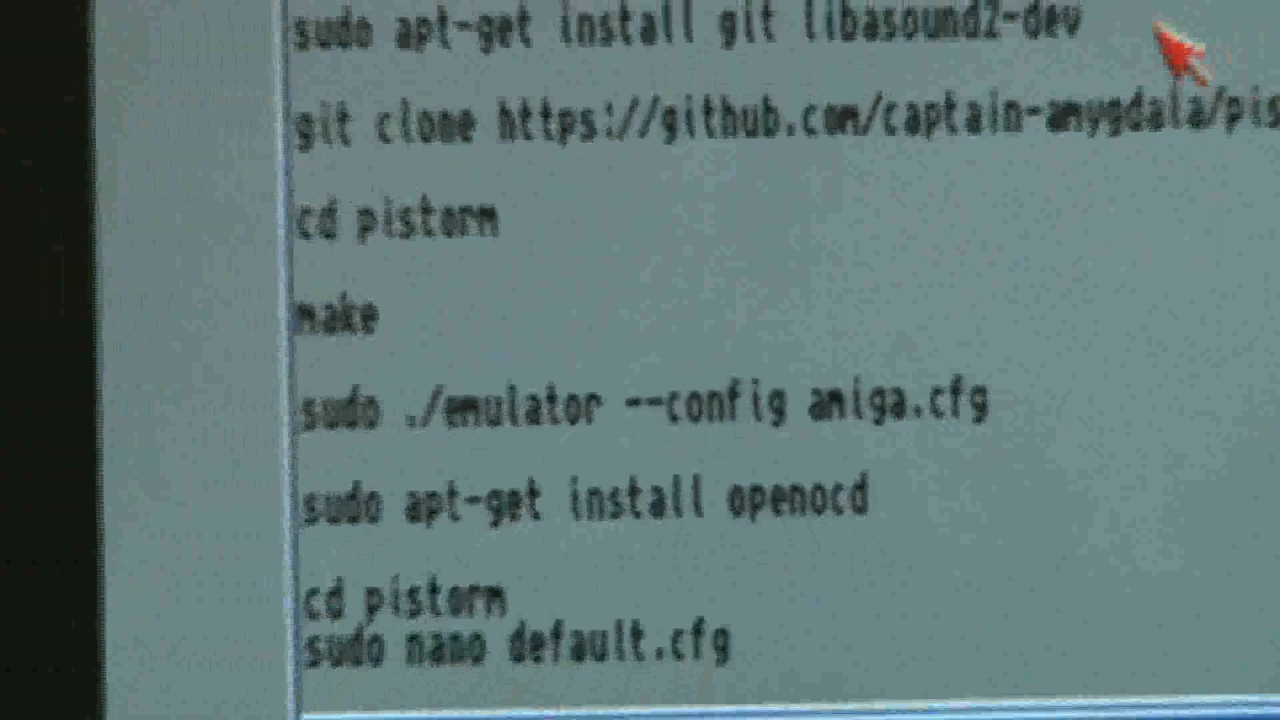 sudo apt-get install git libasound2-dev
git clone https://github.com/captain-amygdala/pis
cd pistorm
make
sudo ./emulator --config amiga.cfg
sudo apt-get install openocd
cd pistorm
sudo nano default.cfg